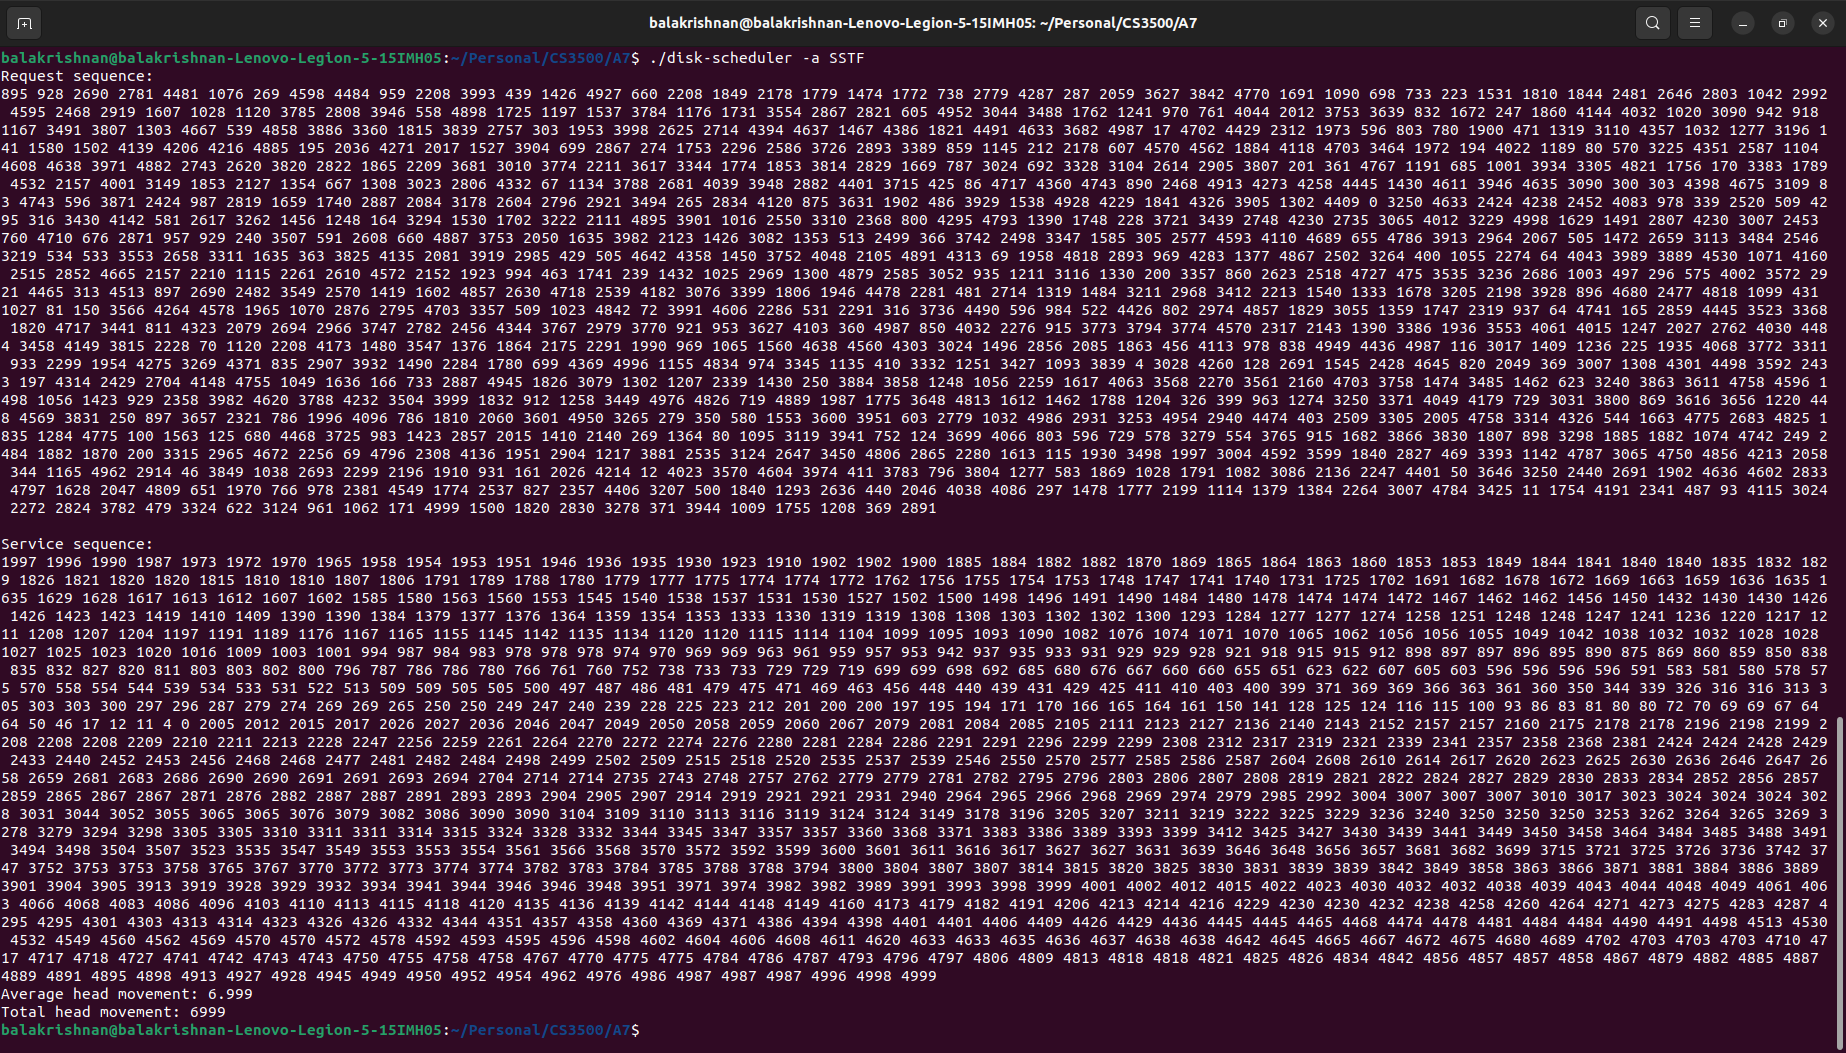 balakrishnan@balakrishnan-Lenovo-Legion-5-15IMH05: ~/Personal/CS3500/A7
balakrishnan@balakrishnan-Lenovo-Legion-5-15IMH05:~/Personal/CS3500/A7$ ./disk-scheduler -a SSTF
Request sequence:
895 928 2690 2781 4481 1076 269 4598 4484 959 2208 3993 439 1426 4927 660 2208 1849 2178 1779 1474 1772 738 2779 4287 287 2059 3627 3842 4770 1691 1090 698 733 223 1531 1810 1844 2481 2646 2803 1042 2992
4595 2468 2919 1607 1028 1120 3785 2808 3946 558 4898 1725 1197 1537 3784 1176 1731 3554 2867 2821 605 4952 3044 3488 1762 1241 970 761 4044 2012 3753 3639 832 1672 247 1860 4144 4032 1020 3090 942 918
1167 3491 3807 1303 4667 539 4858 3886 3360 1815 3839 2757 303 1953 3998 2625 2714 4394 4637 1467 4386 1821 4491 4633 3682 4987 17 4702 4429 2312 1973 596 803 780 1900 471 1319 3110 4357 1032 1277 3196 1
41 1580 1502 4139 4206 4216 4885 195 2036 4271 2017 1527 3904 699 2867 274 1753 2296 2586 3726 2893 3389 859 1145 212 2178 607 4570 4562 1884 4118 4703 3464 1972 194 4022 1189 80 570 3225 4351 2587 1104
4608 4638 3971 4882 2743 2620 3820 2822 1865 2209 3681 3010 3774 2211 3617 3344 1774 1853 3814 2829 1669 787 3024 692 3328 3104 2614 2905 3807 201 361 4767 1191 685 1001 3934 3305 4821 1756 170 3383 1789
4532 2157 4001 3149 1853 2127 1354 667 1308 3023 2806 4332 67 1134 3788 2681 4039 3948 2882 4401 3715 425 86 4717 4360 4743 890 2468 4913 4273 4258 4445 1430 4611 3946 4635 3090 300 303 4398 4675 3109 8
3 4743 596 3871 2424 987 2819 1659 1740 2887 2084 3178 2604 2796 2921 3494 265 2834 4120 875 3631 1902 486 3929 1538 4928 4229 1841 4326 3905 1302 4409 0 3250 4633 2424 4238 2452 4083 978 339 2520 509 42
95 316 3430 4142 581 2617 3262 1456 1248 164 3294 1530 1702 3222 2111 4895 3901 1016 2550 3310 2368 800 4295 4793 1390 1748 228 3721 3439 2748 4230 2735 3065 4012 3229 4998 1629 1491 2807 4230 3007 2453
760 4710 676 2871 957 929 240 3507 591 2608 660 4887 3753 2050 1635 3982 2123 1426 3082 1353 513 2499 366 3742 2498 3347 1585 305 2577 4593 4110 4689 655 4786 3913 2964 2067 505 1472 2659 3113 3484 2546
3219 534 533 3553 2658 3311 1635 363 3825 4135 2081 3919 2985 429 505 4642 4358 1450 3752 4048 2105 4891 4313 69 1958 4818 2893 969 4283 1377 4867 2502 3264 400 1055 2274 64 4043 3989 3889 4530 1071 4160
2515 2852 4665 2157 2210 1115 2261 2610 4572 2152 1923 994 463 1741 239 1432 1025 2969 1300 4879 2585 3052 935 1211 3116 1330 200 3357 860 2623 2518 4727 475 3535 3236 2686 1003 497 296 575 4002 3572 29
21 4465 313 4513 897 2690 2482 3549 2570 1419 1602 4857 2630 4718 2539 4182 3076 3399 1806 1946 4478 2281 481 2714 1319 1484 3211 2968 3412 2213 1540 1333 1678 3205 2198 3928 896 4680 2477 4818 1099 431
1027 81 150 3566 4264 4578 1965 1070 2876 2795 4703 3357 509 1023 4842 72 3991 4606 2286 531 2291 316 3736 4490 596 984 522 4426 802 2974 4857 1829 3055 1359 1747 2319 937 64 4741 165 2859 4445 3523 3368
1820 4717 3441 811 4323 2079 2694 2966 3747 2782 2456 4344 3767 2979 3770 921 953 3627 4103 360 4987 850 4032 2276 915 3773 3794 3774 4570 2317 2143 1390 3386 1936 3553 4061 4015 1247 2027 2762 4030 448
4 3458 4149 3815 2228 70 1120 2208 4173 1480 3547 1376 1864 2175 2291 1990 969 1065 1560 4638 4560 4303 3024 1496 2856 2085 1863 456 4113 978 838 4949 4436 4987 116 3017 1409 1236 225 1935 4068 3772 3311
933 2299 1954 4275 3269 4371 835 2907 3932 1490 2284 1780 699 4369 4996 1155 4834 974 3345 1135 410 3332 1251 3427 1093 3839 4 3028 4260 128 2691 1545 2428 4645 820 2049 369 3007 1308 4301 4498 3592 243
3 197 4314 2429 2704 4148 4755 1049 1636 166 733 2887 4945 1826 3079 1302 1207 2339 1430 250 3884 3858 1248 1056 2259 1617 4063 3568 2270 3561 2160 4703 3758 1474 3485 1462 623 3240 3863 3611 4758 4596 1
498 1056 1423 929 2358 3982 4620 3788 4232 3504 3999 1832 912 1258 3449 4976 4826 719 4889 1987 1775 3648 4813 1612 1462 1788 1204 326 399 963 1274 3250 3371 4049 4179 729 3031 3800 869 3616 3656 1220 44
8 4569 3831 250 897 3657 2321 786 1996 4096 786 1810 2060 3601 4950 3265 279 350 580 1553 3600 3951 603 2779 1032 4986 2931 3253 4954 2940 4474 403 2509 3305 2005 4758 3314 4326 544 1663 4775 2683 4825 1
835 1284 4775 100 1563 125 680 4468 3725 983 1423 2857 2015 1410 2140 269 1364 80 1095 3119 3941 752 124 3699 4066 803 596 729 578 3279 554 3765 915 1682 3866 3830 1807 898 3298 1885 1882 1074 4742 249 2
484 1882 1870 200 3315 2965 4672 2256 69 4796 2308 4136 1951 2904 1217 3881 2535 3124 2647 3450 4806 2865 2280 1613 115 1930 3498 1997 3004 4592 3599 1840 2827 469 3393 1142 4787 3065 4750 4856 4213 2058
344 1165 4962 2914 46 3849 1038 2693 2299 2196 1910 931 161 2026 4214 12 4023 3570 4604 3974 411 3783 796 3804 1277 583 1869 1028 1791 1082 3086 2136 2247 4401 50 3646 3250 2440 2691 1902 4636 4602 2833
4797 1628 2047 4809 651 1970 766 978 2381 4549 1774 2537 827 2357 4406 3207 500 1840 1293 2636 440 2046 4038 4086 297 1478 1777 2199 1114 1379 1384 2264 3007 4784 3425 11 1754 4191 2341 487 93 4115 3024
2272 2824 3782 479 3324 622 3124 961 1062 171 4999 1500 1820 2830 3278 371 3944 1009 1755 1208 369 2891
Service sequence:
1997 1996 1990 1987 1973 1972 1970 1965 1958 1954 1953 1951 1946 1936 1935 1930 1923 1910 1902 1902 1900 1885 1884 1882 1882 1870 1869 1865 1864 1863 1860 1853 1853 1849 1844 1841 1840 1840 1835 1832 182
9 1826 1821 1820 1820 1815 1810 1810 1807 1806 1791 1789 1788 1780 1779 1777 1775 1774 1774 1772 1762 1756 1755 1754 1753 1748 1747 1741 1740 1731 1725 1702 1691 1682 1678 1672 1669 1663 1659 1636 1635 1
635 1629 1628 1617 1613 1612 1607 1602 1585 1580 1563 1560 1553 1545 1540 1538 1537 1531 1530 1527 1502 1500 1498 1496 1491 1490 1484 1480 1478 1474 1474 1472 1467 1462 1462 1456 1450 1432 1430 1430 1426
1426 1423 1423 1419 1410 1409 1390 1390 1384 1379 1377 1376 1364 1359 1354 1353 1333 1330 1319 1319 1308 1308 1303 1302 1302 1300 1293 1284 1277 1277 1274 1258 1251 1248 1248 1247 1241 1236 1220 1217 12
11 1208 1207 1204 1197 1191 1189 1176 1167 1165 1155 1145 1142 1135 1134 1120 1120 1115 1114 1104 1099 1095 1093 1090 1082 1076 1074 1071 1070 1065 1062 1056 1056 1055 1049 1042 1038 1032 1032 1028 1028
1027 1025 1023 1020 1016 1009 1003 1001 994 987 984 983 978 978 978 974 970 969 969 963 961 959 957 953 942 937 935 933 931 929 929 928 921 918 915 915 912 898 897 897 896 895 890 875 869 860 859 850 838
835 832 827 820 811 803 803 802 800 796 787 786 786 780 766 761 760 752 738 733 733 729 729 719 699 699 698 692 685 680 676 667 660 660 655 651 623 622 607 605 603 596 596 596 596 591 583 581 580 578 57
5 570 558 554 544 539 534 533 531 522 513 509 509 505 505 500 497 487 486 481 479 475 471 469 463 456 448 440 439 431 429 425 411 410 403 400 399 371 369 369 366 363 361 360 350 344 339 326 316 316 313 3
05 303 303 300 297 296 287 279 274 269 269 265 250 250 249 247 240 239 228 225 223 212 201 200 200 197 195 194 171 170 166 165 164 161 150 141 128 125 124 116 115 100 93 86 83 81 80 80 72 70 69 69 67 64
64 50 46 17 12 11 4 0 2005 2012 2015 2017 2026 2027 2036 2046 2047 2049 2050 2058 2059 2060 2067 2079 2081 2084 2085 2105 2111 2123 2127 2136 2140 2143 2152 2157 2157 2160 2175 2178 2178 2196 2198 2199 2
208 2208 2208 2209 2210 2211 2213 2228 2247 2256 2259 2261 2264 2270 2272 2274 2276 2280 2281 2284 2286 2291 2291 2296 2299 2299 2308 2312 2317 2319 2321 2339 2341 2357 2358 2368 2381 2424 2424 2428 2429
2433 2440 2452 2453 2456 2468 2468 2477 2481 2482 2484 2498 2499 2502 2509 2515 2518 2520 2535 2537 2539 2546 2550 2570 2577 2585 2586 2587 2604 2608 2610 2614 2617 2620 2623 2625 2630 2636 2646 2647 26
58 2659 2681 2683 2686 2690 2690 2691 2691 2693 2694 2704 2714 2714 2735 2743 2748 2757 2762 2779 2779 2781 2782 2795 2796 2803 2806 2807 2808 2819 2821 2822 2824 2827 2829 2830 2833 2834 2852 2856 2857
2859 2865 2867 2867 2871 2876 2882 2887 2887 2891 2893 2893 2904 2905 2907 2914 2919 2921 2921 2931 2940 2964 2965 2966 2968 2969 2974 2979 2985 2992 3004 3007 3007 3007 3010 3017 3023 3024 3024 3024 302
8 3031 3044 3052 3055 3065 3065 3076 3079 3082 3086 3090 3090 3104 3109 3110 3113 3116 3119 3124 3124 3149 3178 3196 3205 3207 3211 3219 3222 3225 3229 3236 3240 3250 3250 3250 3253 3262 3264 3265 3269 3
278 3279 3294 3298 3305 3305 3310 3311 3311 3314 3315 3324 3328 3332 3344 3345 3347 3357 3357 3360 3368 3371 3383 3386 3389 3393 3399 3412 3425 3427 3430 3439 3441 3449 3450 3458 3464 3484 3485 3488 3491
3494 3498 3504 3507 3523 3535 3547 3549 3553 3553 3554 3561 3566 3568 3570 3572 3592 3599 3600 3601 3611 3616 3617 3627 3627 3631 3639 3646 3648 3656 3657 3681 3682 3699 3715 3721 3725 3726 3736 3742 37
47 3752 3753 3753 3758 3765 3767 3770 3772 3773 3774 3774 3782 3783 3784 3785 3788 3788 3794 3800 3804 3807 3807 3814 3815 3820 3825 3830 3831 3839 3839 3842 3849 3858 3863 3866 3871 3881 3884 3886 3889
3901 3904 3905 3913 3919 3928 3929 3932 3934 3941 3944 3946 3946 3948 3951 3971 3974 3982 3982 3989 3991 3993 3998 3999 4001 4002 4012 4015 4022 4023 4030 4032 4032 4038 4039 4043 4044 4048 4049 4061 406
3 4066 4068 4083 4086 4096 4103 4110 4113 4115 4118 4120 4135 4136 4139 4142 4144 4148 4149 4160 4173 4179 4182 4191 4206 4213 4214 4216 4229 4230 4230 4232 4238 4258 4260 4264 4271 4273 4275 4283 4287 4
295 4295 4301 4303 4313 4314 4323 4326 4326 4332 4344 4351 4357 4358 4360 4369 4371 4386 4394 4398 4401 4401 4406 4409 4426 4429 4436 4445 4445 4465 4468 4474 4478 4481 4484 4484 4490 4491 4498 4513 4530
4532 4549 4560 4562 4569 4570 4570 4572 4578 4592 4593 4595 4596 4598 4602 4604 4606 4608 4611 4620 4633 4633 4635 4636 4637 4638 4638 4642 4645 4665 4667 4672 4675 4680 4689 4702 4703 4703 4703 4710 47
17 4717 4718 4727 4741 4742 4743 4743 4750 4755 4758 4758 4767 4770 4775 4775 4784 4786 4787 4793 4796 4797 4806 4809 4813 4818 4818 4821 4825 4826 4834 4842 4856 4857 4857 4858 4867 4879 4882 4885 4887
4889 4891 4895 4898 4913 4927 4928 4945 4949 4950 4952 4954 4962 4976 4986 4987 4987 4987 4996 4998 4999
Average head movement: 6.999
Total head movement: 6999
balakrishnan@balakrishnan-Lenovo-Legion-5-15IMH05:~/Personal/CS3500/A7$